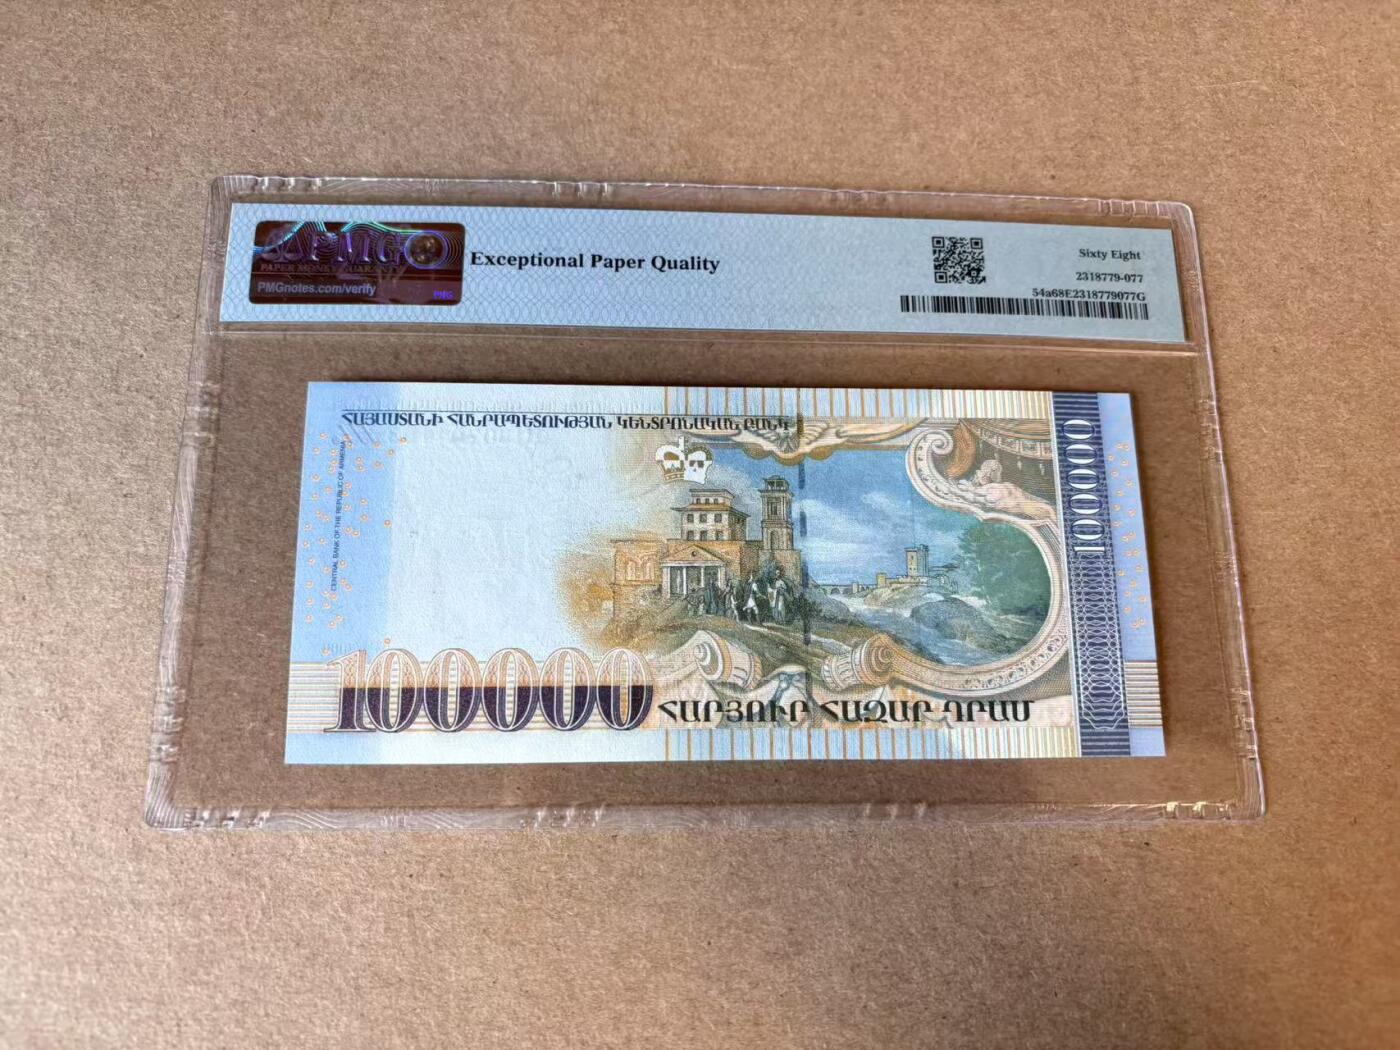 PMG
PAPER MONEY GUARANTY
PMGnotes.com/verify
PMG
Exceptional Paper Quality
Sixty Eight
2318779-077
54a68E2318779077G
ՀԱՅԱՍՏԱՆԻ ՀԱՆՐԱՊԵՏՈՒԹՅԱՆ ԿԵՆՏՐՈՆԱԿԱՆ ԲԱՆԿ
CENTRAL BANK OF THE REPUBLIC OF ARMENIA
100000
100000
ՀԱՐՅՈՒՐ ՀԱԶԱՐ ԴՐԱՄ